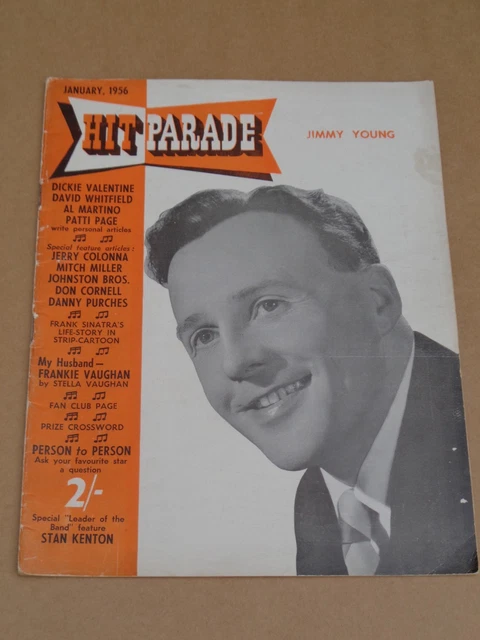 JANUARY, 1956
HIT PARADE
JIMMY YOUNG
DICKIE VALENTINE
DAVID WHITFIELD
AL MARTINO
PATTI PAGE
write personal articles
Special feature articles:
JERRY COLONNA
MITCH MILLER
JOHNSTON BROS.
DON CORNELL
DANNY PURCHES
FRANK SINATRA'S
LIFE-STORY IN
STRIP-CARTOON
My Husband—
FRANKIE VAUGHAN
by STELLA VAUGHAN
FAN CLUB PAGE
PRIZE CROSSWORD
PERSON to PERSON
Ask your favourite star
a question
2/-
Special "Leader of the
Band" feature
STAN KENTON